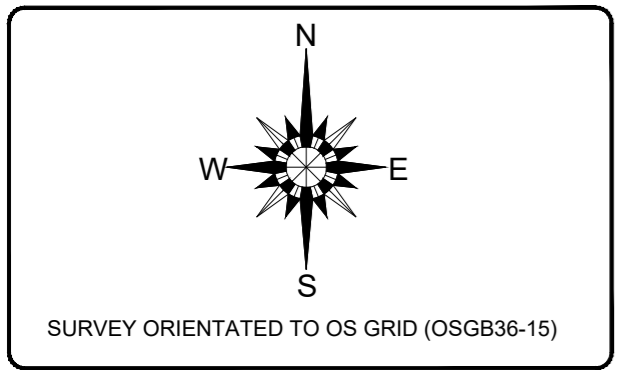 N
W E
S
SURVEY ORIENTATED TO OS GRID (OSGB36-15)